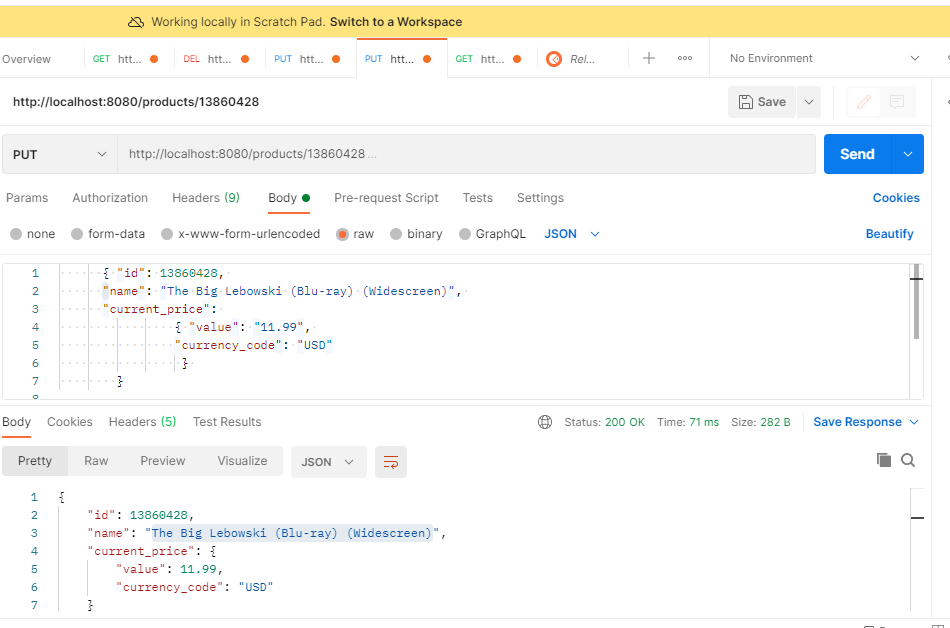 Working locally in Scratch Pad. Switch to a Workspace
Overview GET htt... DEL htt... PUT htt... PUT htt... GET htt... Rel... No Environment
http://localhost:8080/products/13860428 Save
PUT http://localhost:8080/products/13860428... Send
Params Authorization Headers (9) Body Pre-request Script Tests Settings Cookies
none form-data x-www-form-urlencoded raw binary GraphQL JSON Beautify
1 { "id": 13860428,
2 "name": "The Big Lebowski (Blu-ray) (Widescreen)",
3 "current_price":
4 { "value": "11.99",
5 "currency_code": "USD"
6 }
7 }
8
Body Cookies Headers (5) Test Results Status: 200 OK Time: 71 ms Size: 282 B Save Response
Pretty Raw Preview Visualize JSON
1 {
2 "id": 13860428,
3 "name": "The Big Lebowski (Blu-ray) (Widescreen)",
4 "current_price": {
5 "value": 11.99,
6 "currency_code": "USD"
7 }